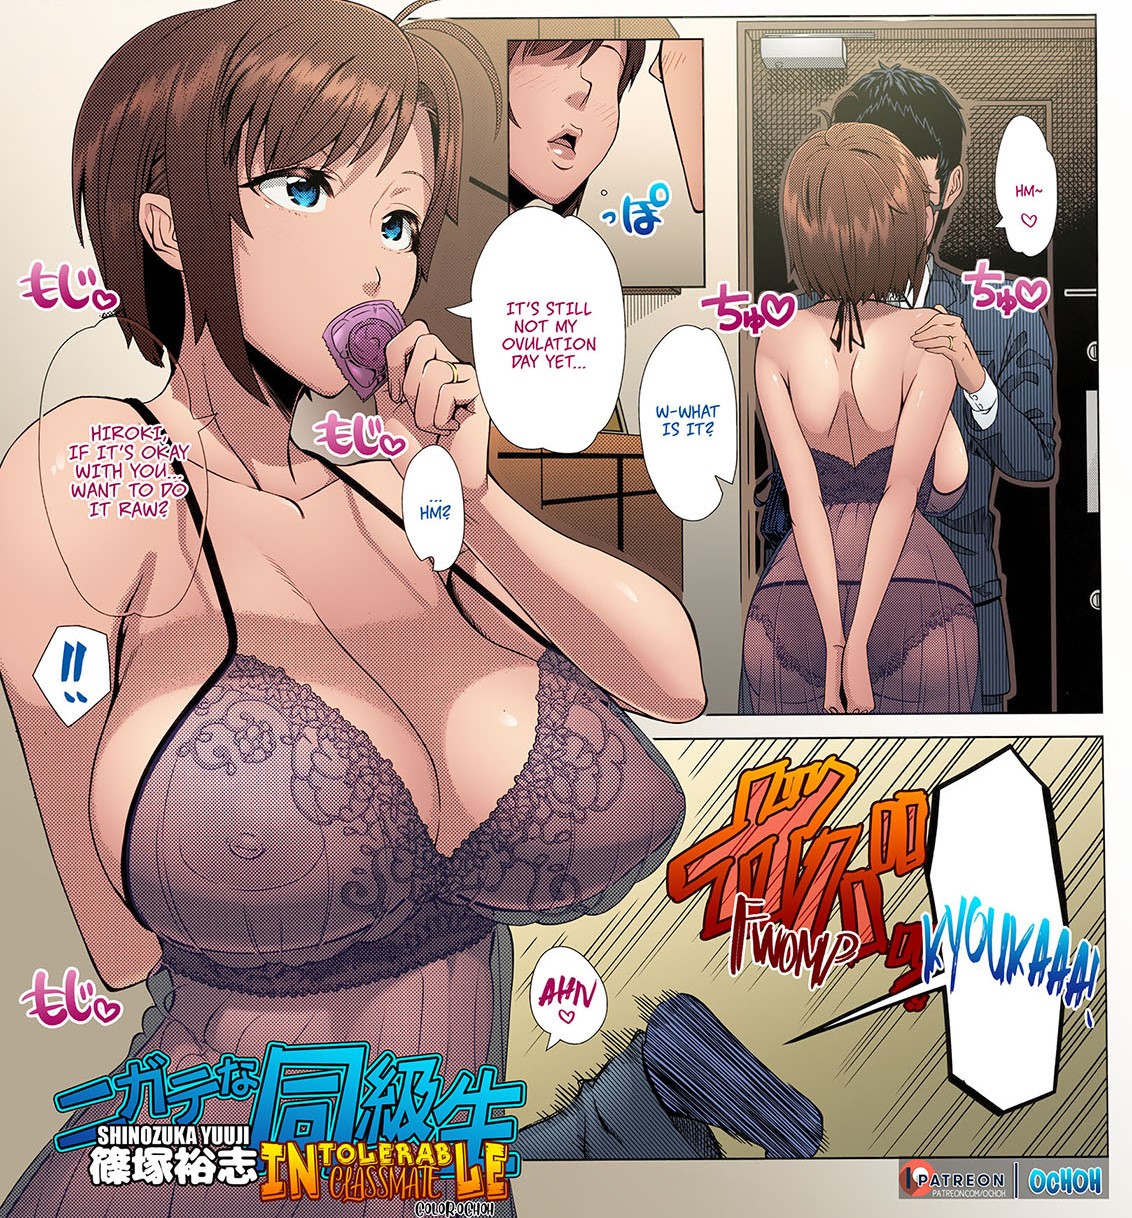 HM~
ちゅ
ちゅ
っぽ
W-WHAT
IS IT?
IT'S STILL
NOT MY
OVULATION
DAY YET...
...
HM?
もじ
もじ
HIROKI,
IF IT'S OKAY
WITH YOU...
WANT TO DO
IT RAW?
!!
もじ
KYOUKAAA!
FWOMP
AHN
ニガテな同級生
SHINOZUKA YUUJI
篠塚裕志
INTOLERABLE
CLASSMATE
COLOR:OCHOH
PATREON
PATREON.COM/OCHOH
OCHOH